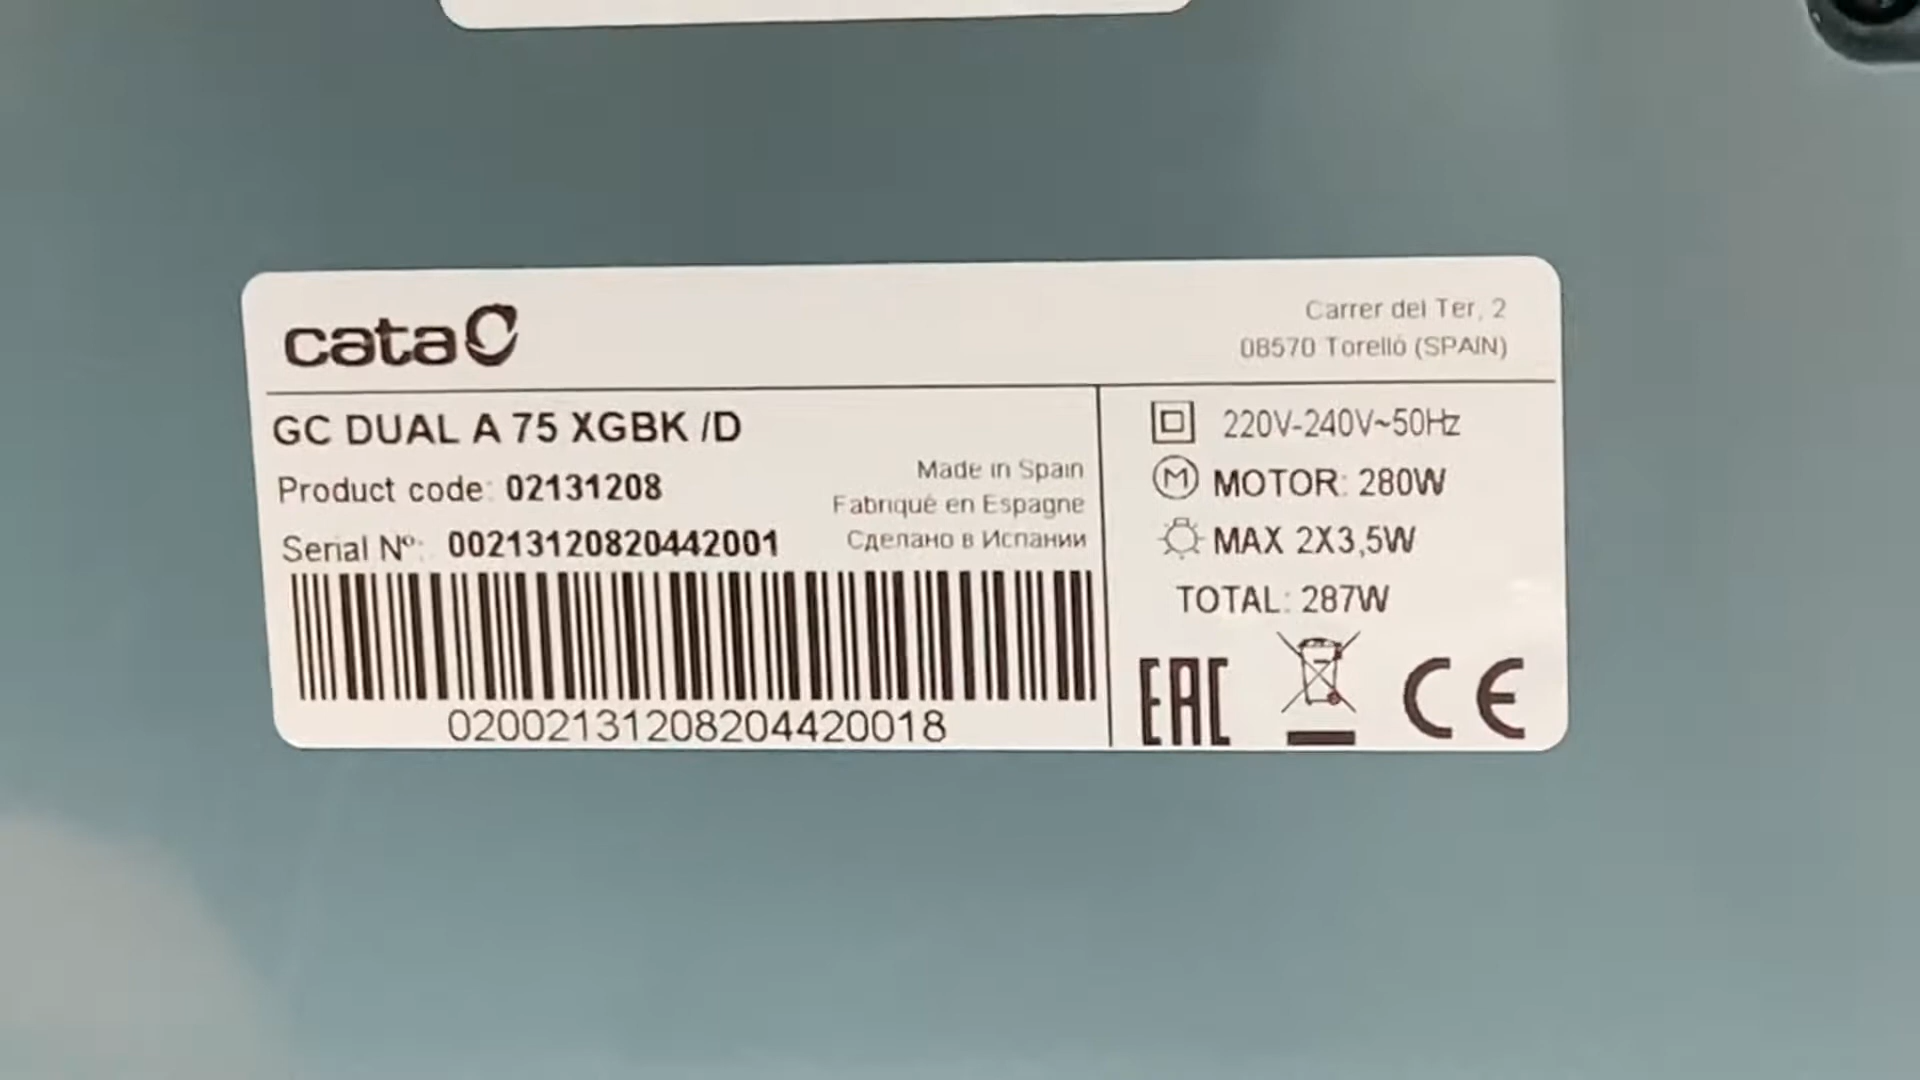 cata
Carrer del Ter, 2
08570 Torelló (SPAIN)
GC DUAL A 75 XGBK /D
Product code: 02131208
Made in Spain
Fabriqué en Espagne
Serial Nº: 00213120820442001
Сделано в Испании
02002131208204420018
220V-240V~50Hz
M MOTOR: 280W
MAX 2X3,5W
TOTAL: 287W
EAC
CE